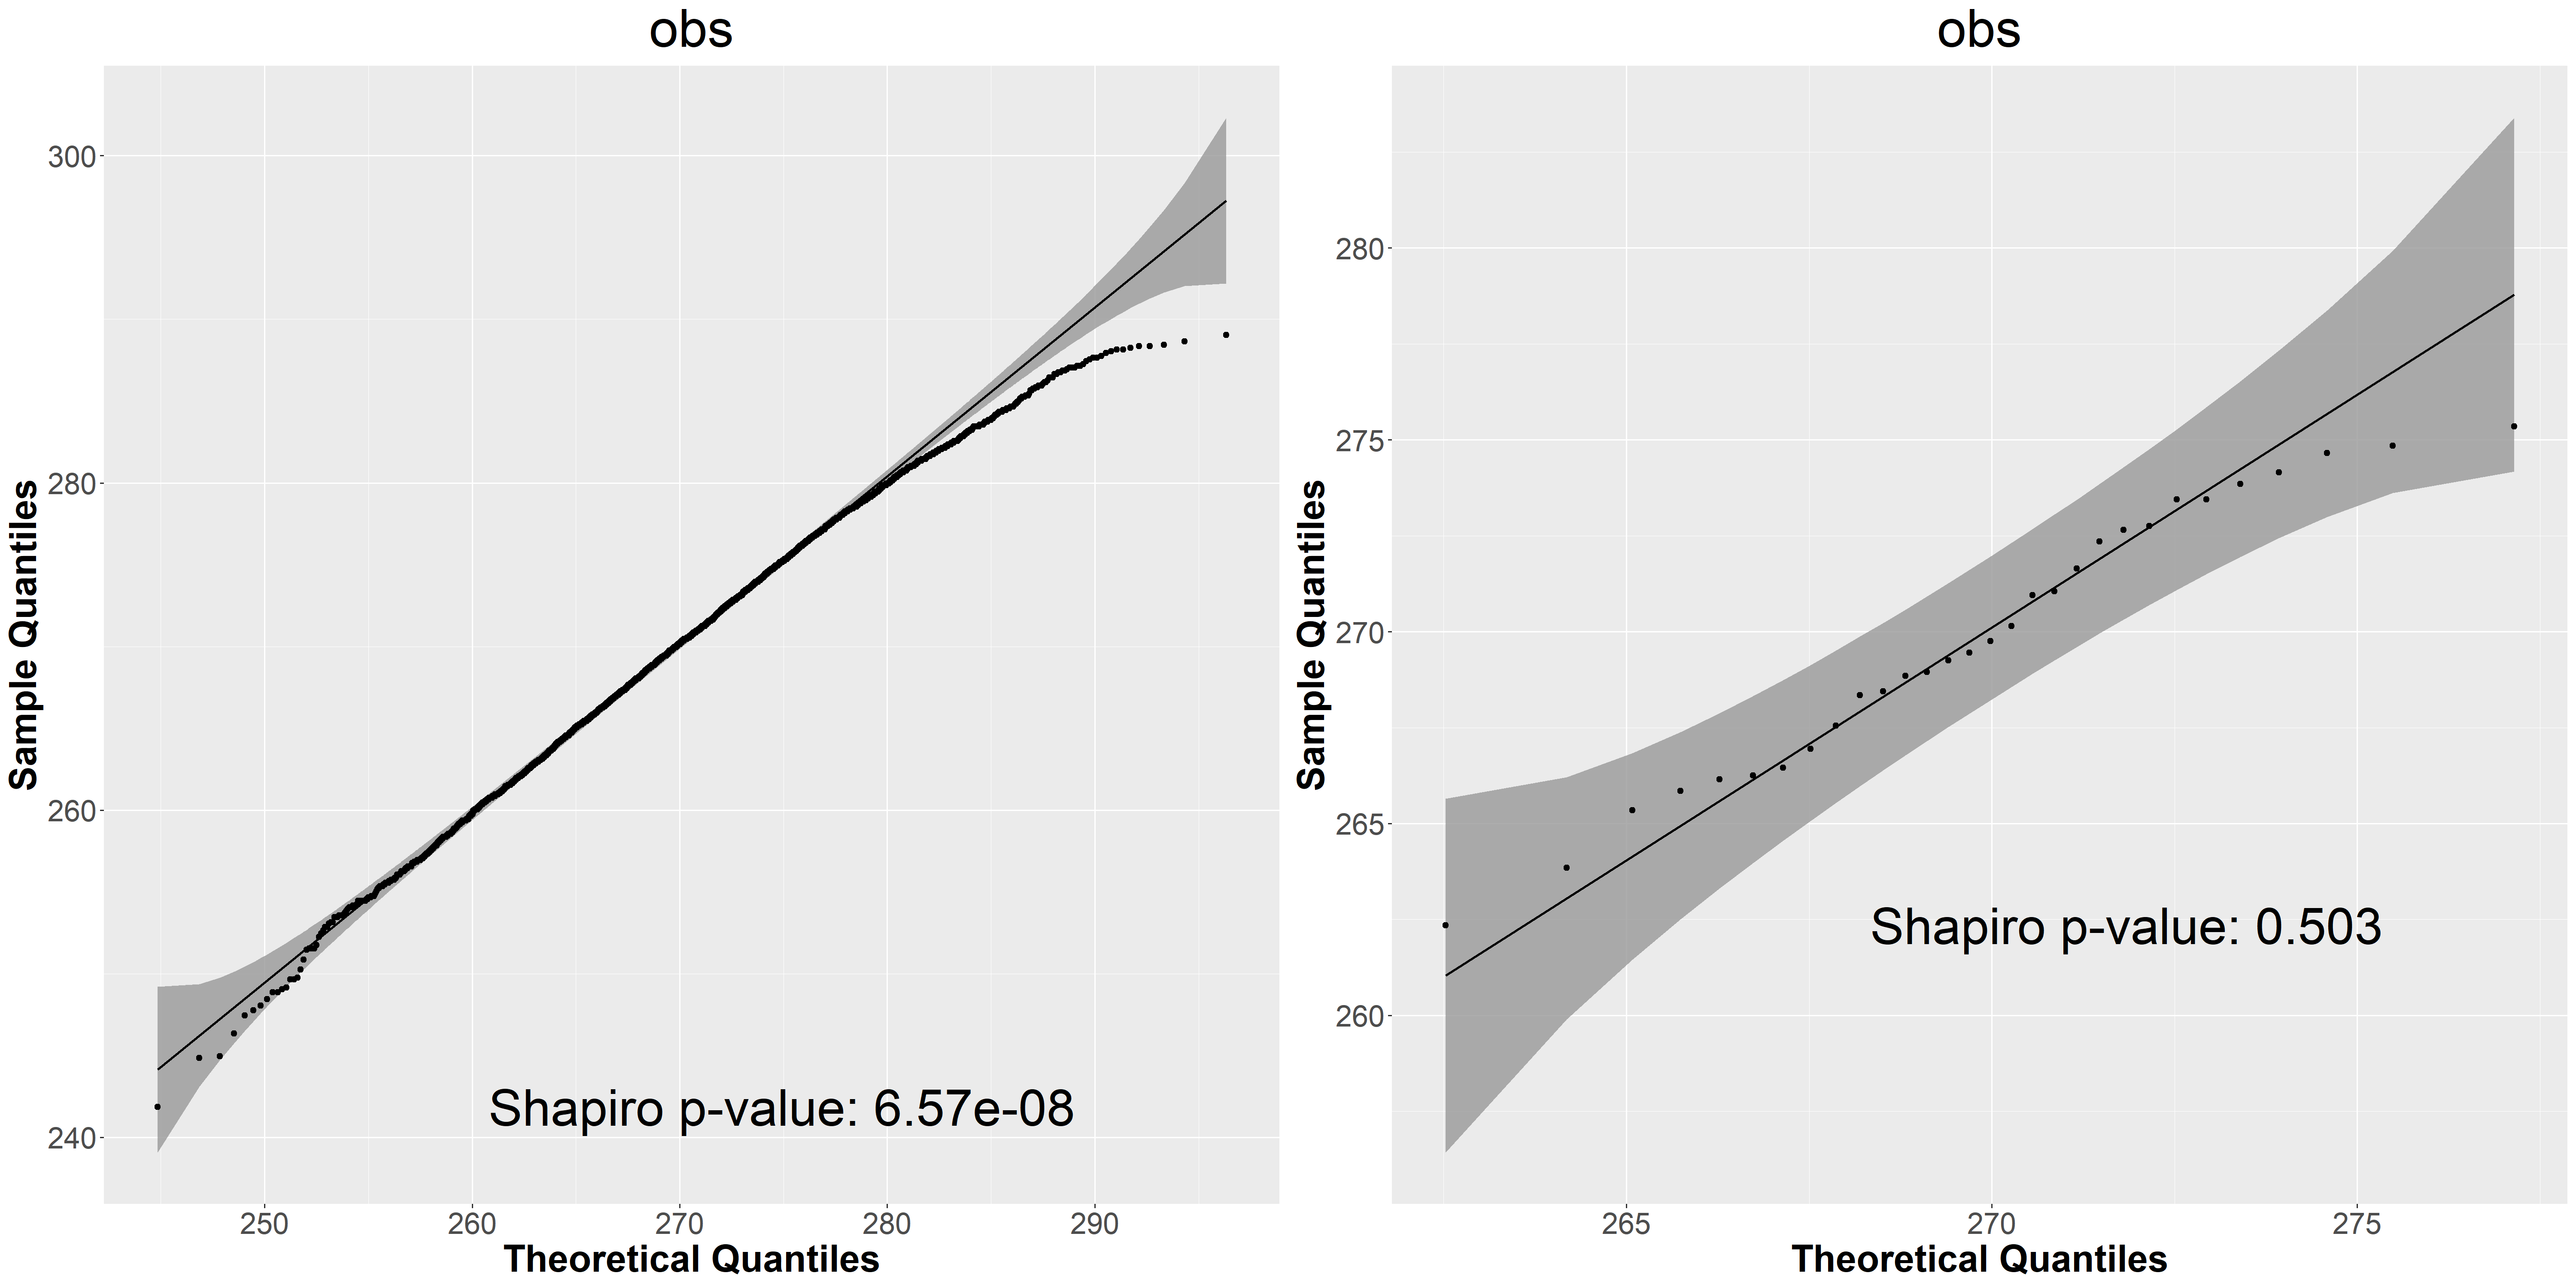 obs
300
280
260
240
Sample Quantiles
Shapiro p-value: 6.57e-08
250 260 270 280 290
Theoretical Quantiles
obs
280
275
270
265
260
Sample Quantiles
Shapiro p-value: 0.503
265 270 275
Theoretical Quantiles